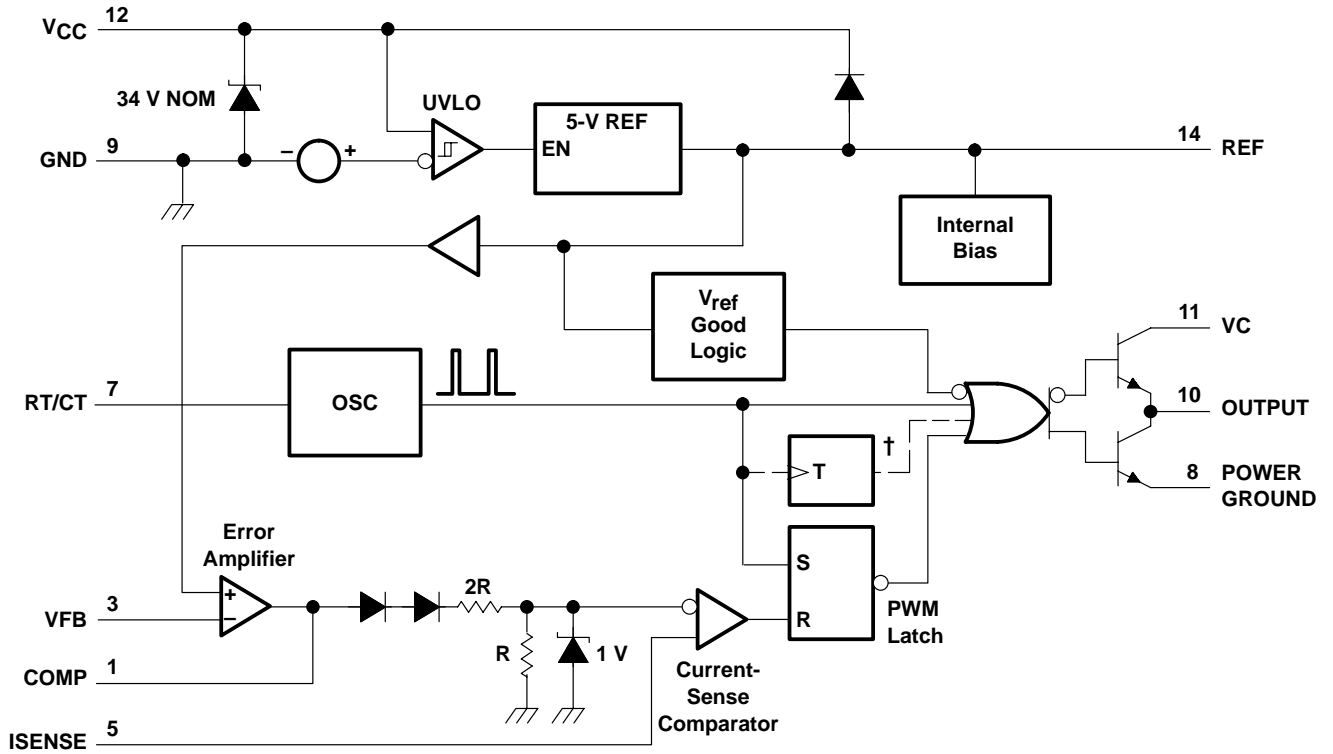 VCC 12
34 V NOM
UVLO
5-V REF
EN
GND 9
− +
14 REF
Internal
Bias
Vref
Good
Logic
11 VC
RT/CT 7
OSC
10 OUTPUT
†
T
8 POWER
GROUND
Error
Amplifier
S
2R
+
VFB 3
−
R
PWM
Latch
R
1 V
COMP 1
Current-
Sense
Comparator
ISENSE 5